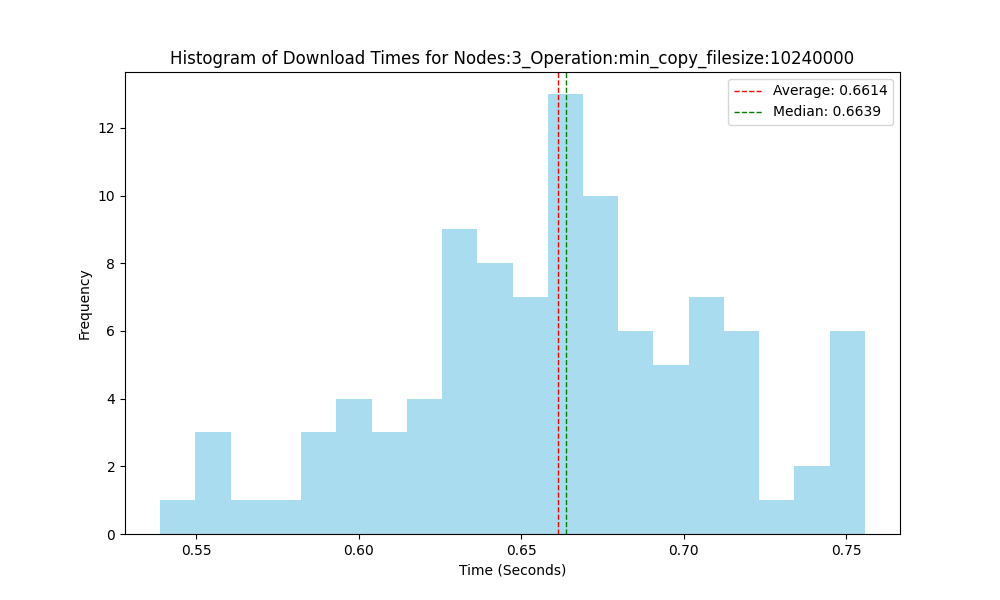 Histogram of Download Times for Nodes:3_Operation:min_copy_filesize:10240000
Average: 0.6614
Median: 0.6639
12
10
8
6
4
2
0
Frequency
0.55
0.60
0.65
0.70
0.75
Time (Seconds)